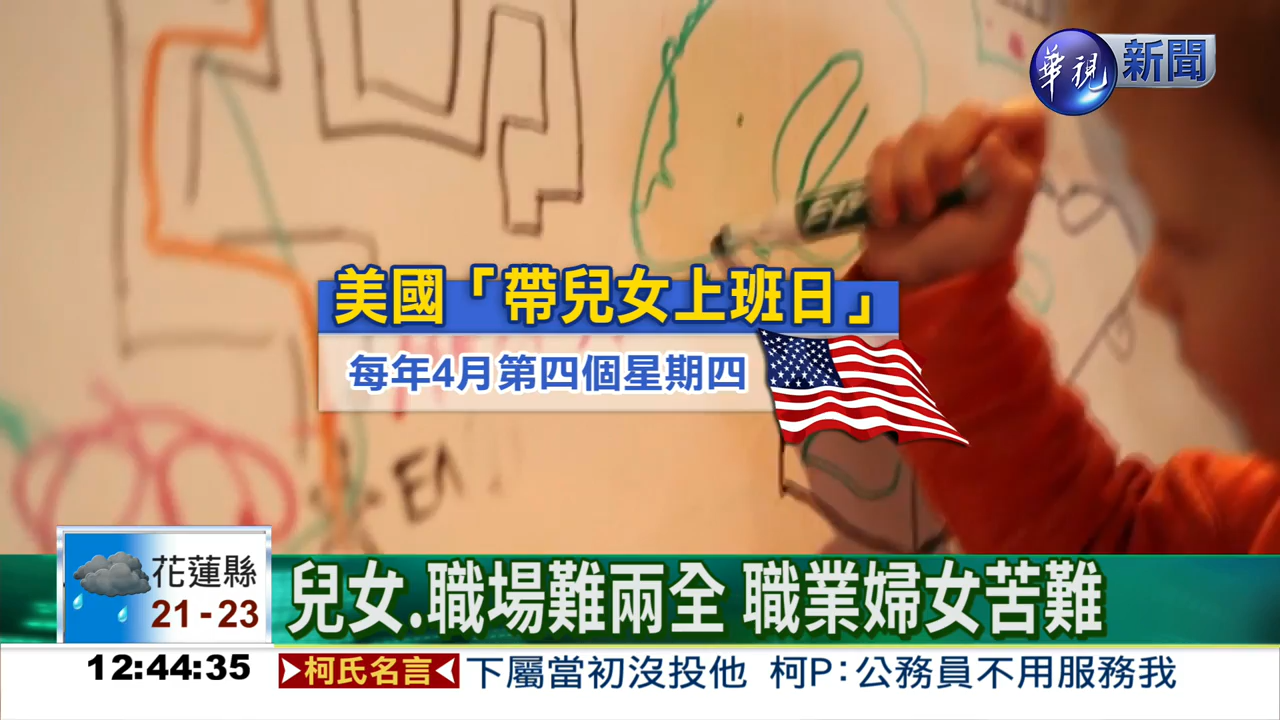 華視新聞
美國「帶兒女上班日」
每年4月第四個星期四
花蓮縣
21-23
兒女.職場難兩全 職業婦女苦難
12:44:35
柯氏名言 下屬當初沒投他 柯P:公務員不用服務我